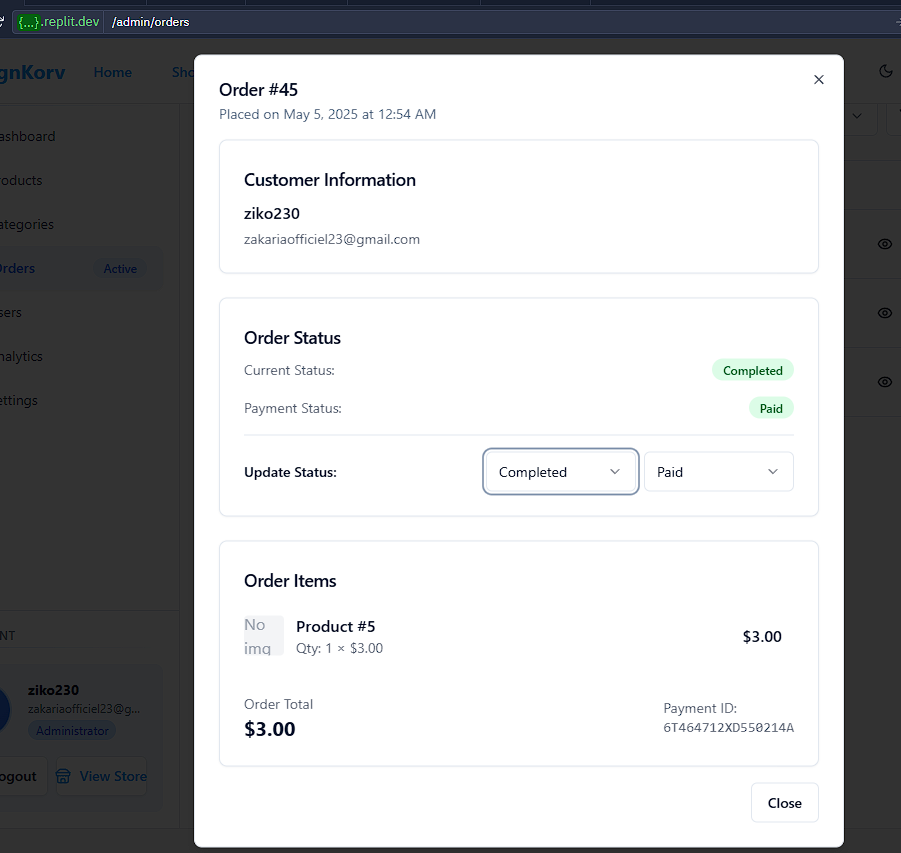 {...}.replit.dev /admin/orders
gnKorv Home Sho
Order #45
Placed on May 5, 2025 at 12:54 AM
ashboard
roducts
ategories
Orders Active
sers
nalytics
ettings
Customer Information
ziko230
zakariaofficiel23@gmail.com
Order Status
Current Status: Completed
Payment Status: Paid
Update Status: Completed Paid
Order Items
No
img
Product #5
Qty: 1 × $3.00
$3.00
Order Total
$3.00
Payment ID:
6T464712XD550214A
Close
NT
ziko230
zakariaofficiel23@g...
Administrator
ogout View Store